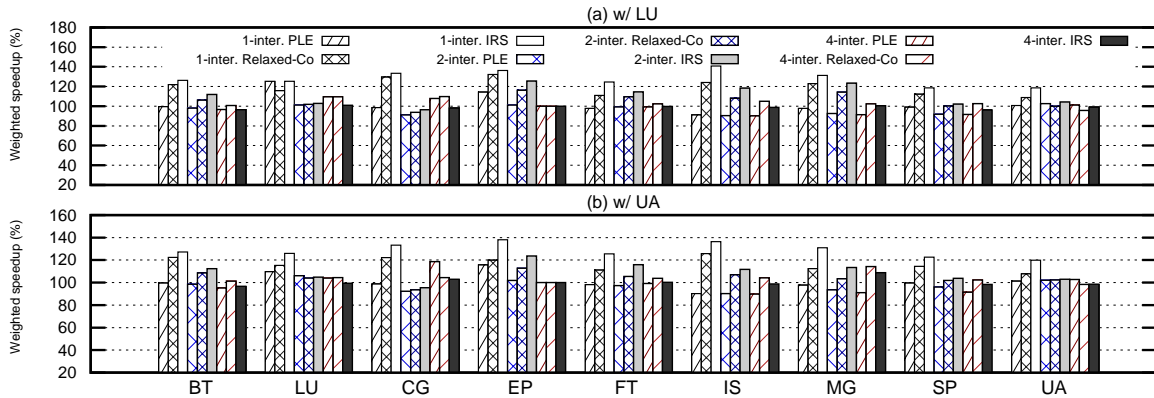 (a) w/ LU
Weighted speedup (%)
180
160
140
120
100
80
60
40
20
1-inter. PLE
1-inter. Relaxed-Co
1-inter. IRS
2-inter. PLE
2-inter. Relaxed-Co
2-inter. IRS
4-inter. PLE
4-inter. Relaxed-Co
4-inter. IRS
(b) w/ UA
Weighted speedup (%)
160
140
120
100
80
60
40
20
BT LU CG EP FT IS MG SP UA